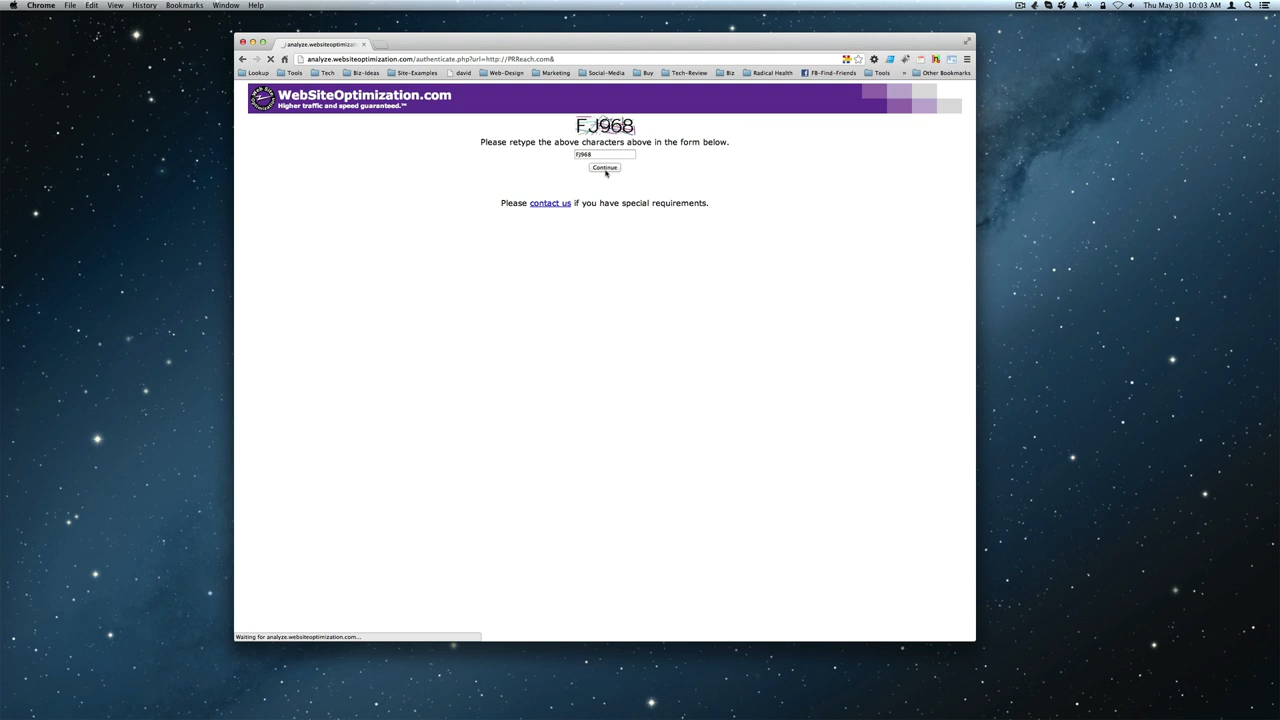 Chrome File Edit View History Bookmarks Window Help Thu May 30 10:03 AM
analyze.websiteoptimizati
analyze.websiteoptimization.com/authenticate.php?url=http://PRReach.com&
Lookup Tools Tech Biz-Ideas Site-Examples david Web-Design Marketing Social-Media Buy Tech-Review Biz Radical Health FB-Find-Friends Tools » Other Bookmarks
WebSiteOptimization.com
Higher traffic and speed guaranteed.™
FJ968
Please retype the above characters above in the form below.
FJ968
Continue
Please contact us if you have special requirements.
Waiting for analyze.websiteoptimization.com...